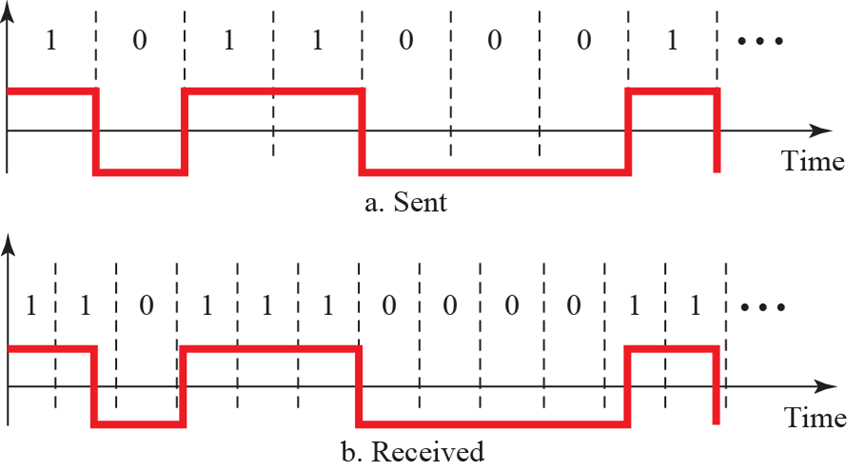 1 0 1 1 0 0 0 1 •••
Time
a. Sent
1 1 0 1 1 1 0 0 0 0 1 1 •••
Time
b. Received